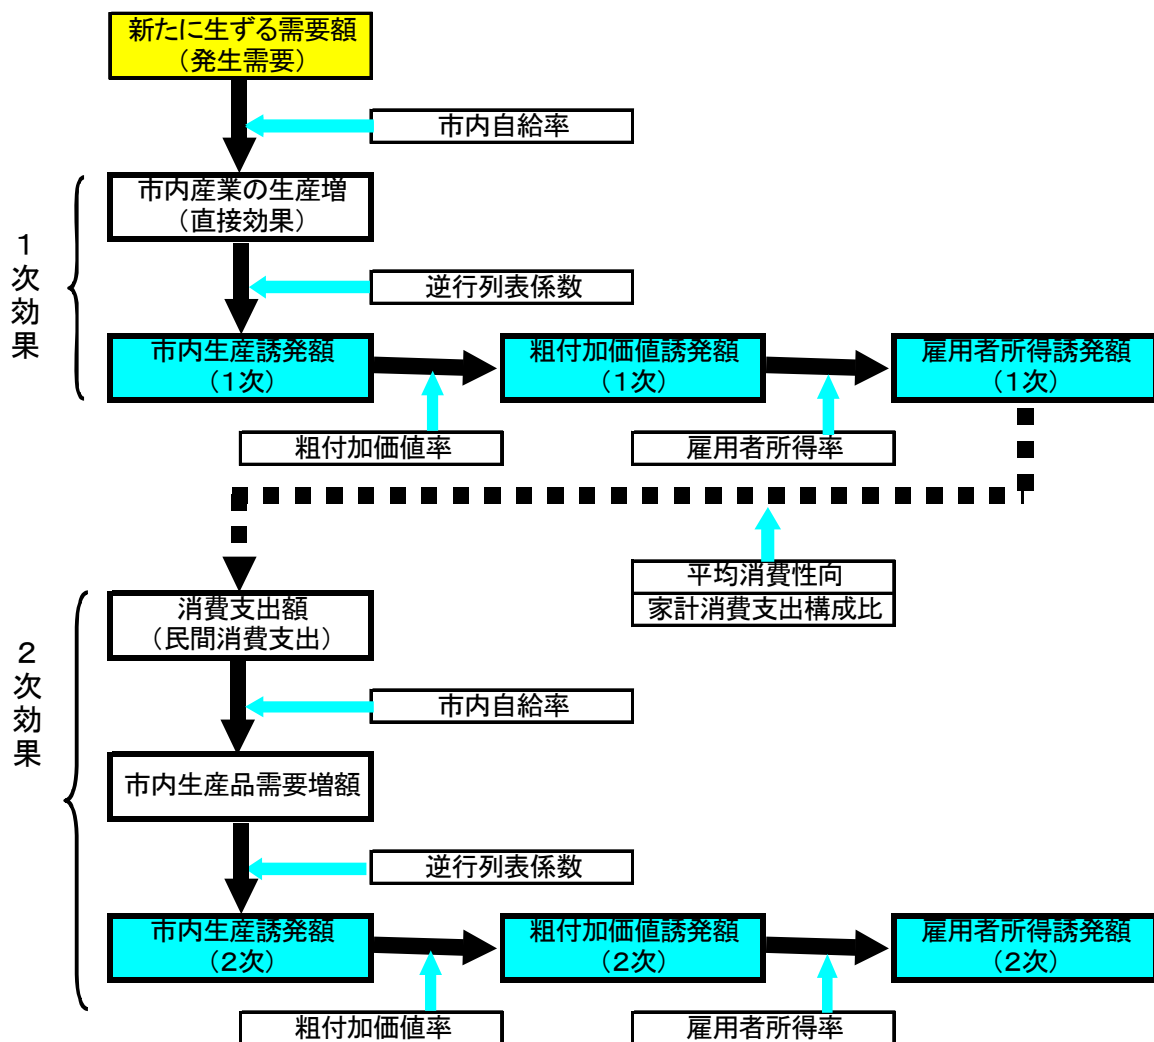 新たに生ずる需要額
（発生需要）
市内自給率
市内産業の生産増
（直接効果）
1次効果
逆行列表係数
市内生産誘発額
（1次）
粗付加価値誘発額
（1次）
雇用者所得誘発額
（1次）
粗付加価値率
雇用者所得率
平均消費性向
家計消費支出構成比
消費支出額
（民間消費支出）
2次効果
市内自給率
市内生産品需要増額
逆行列表係数
市内生産誘発額
（2次）
粗付加価値誘発額
（2次）
雇用者所得誘発額
（2次）
粗付加価値率
雇用者所得率